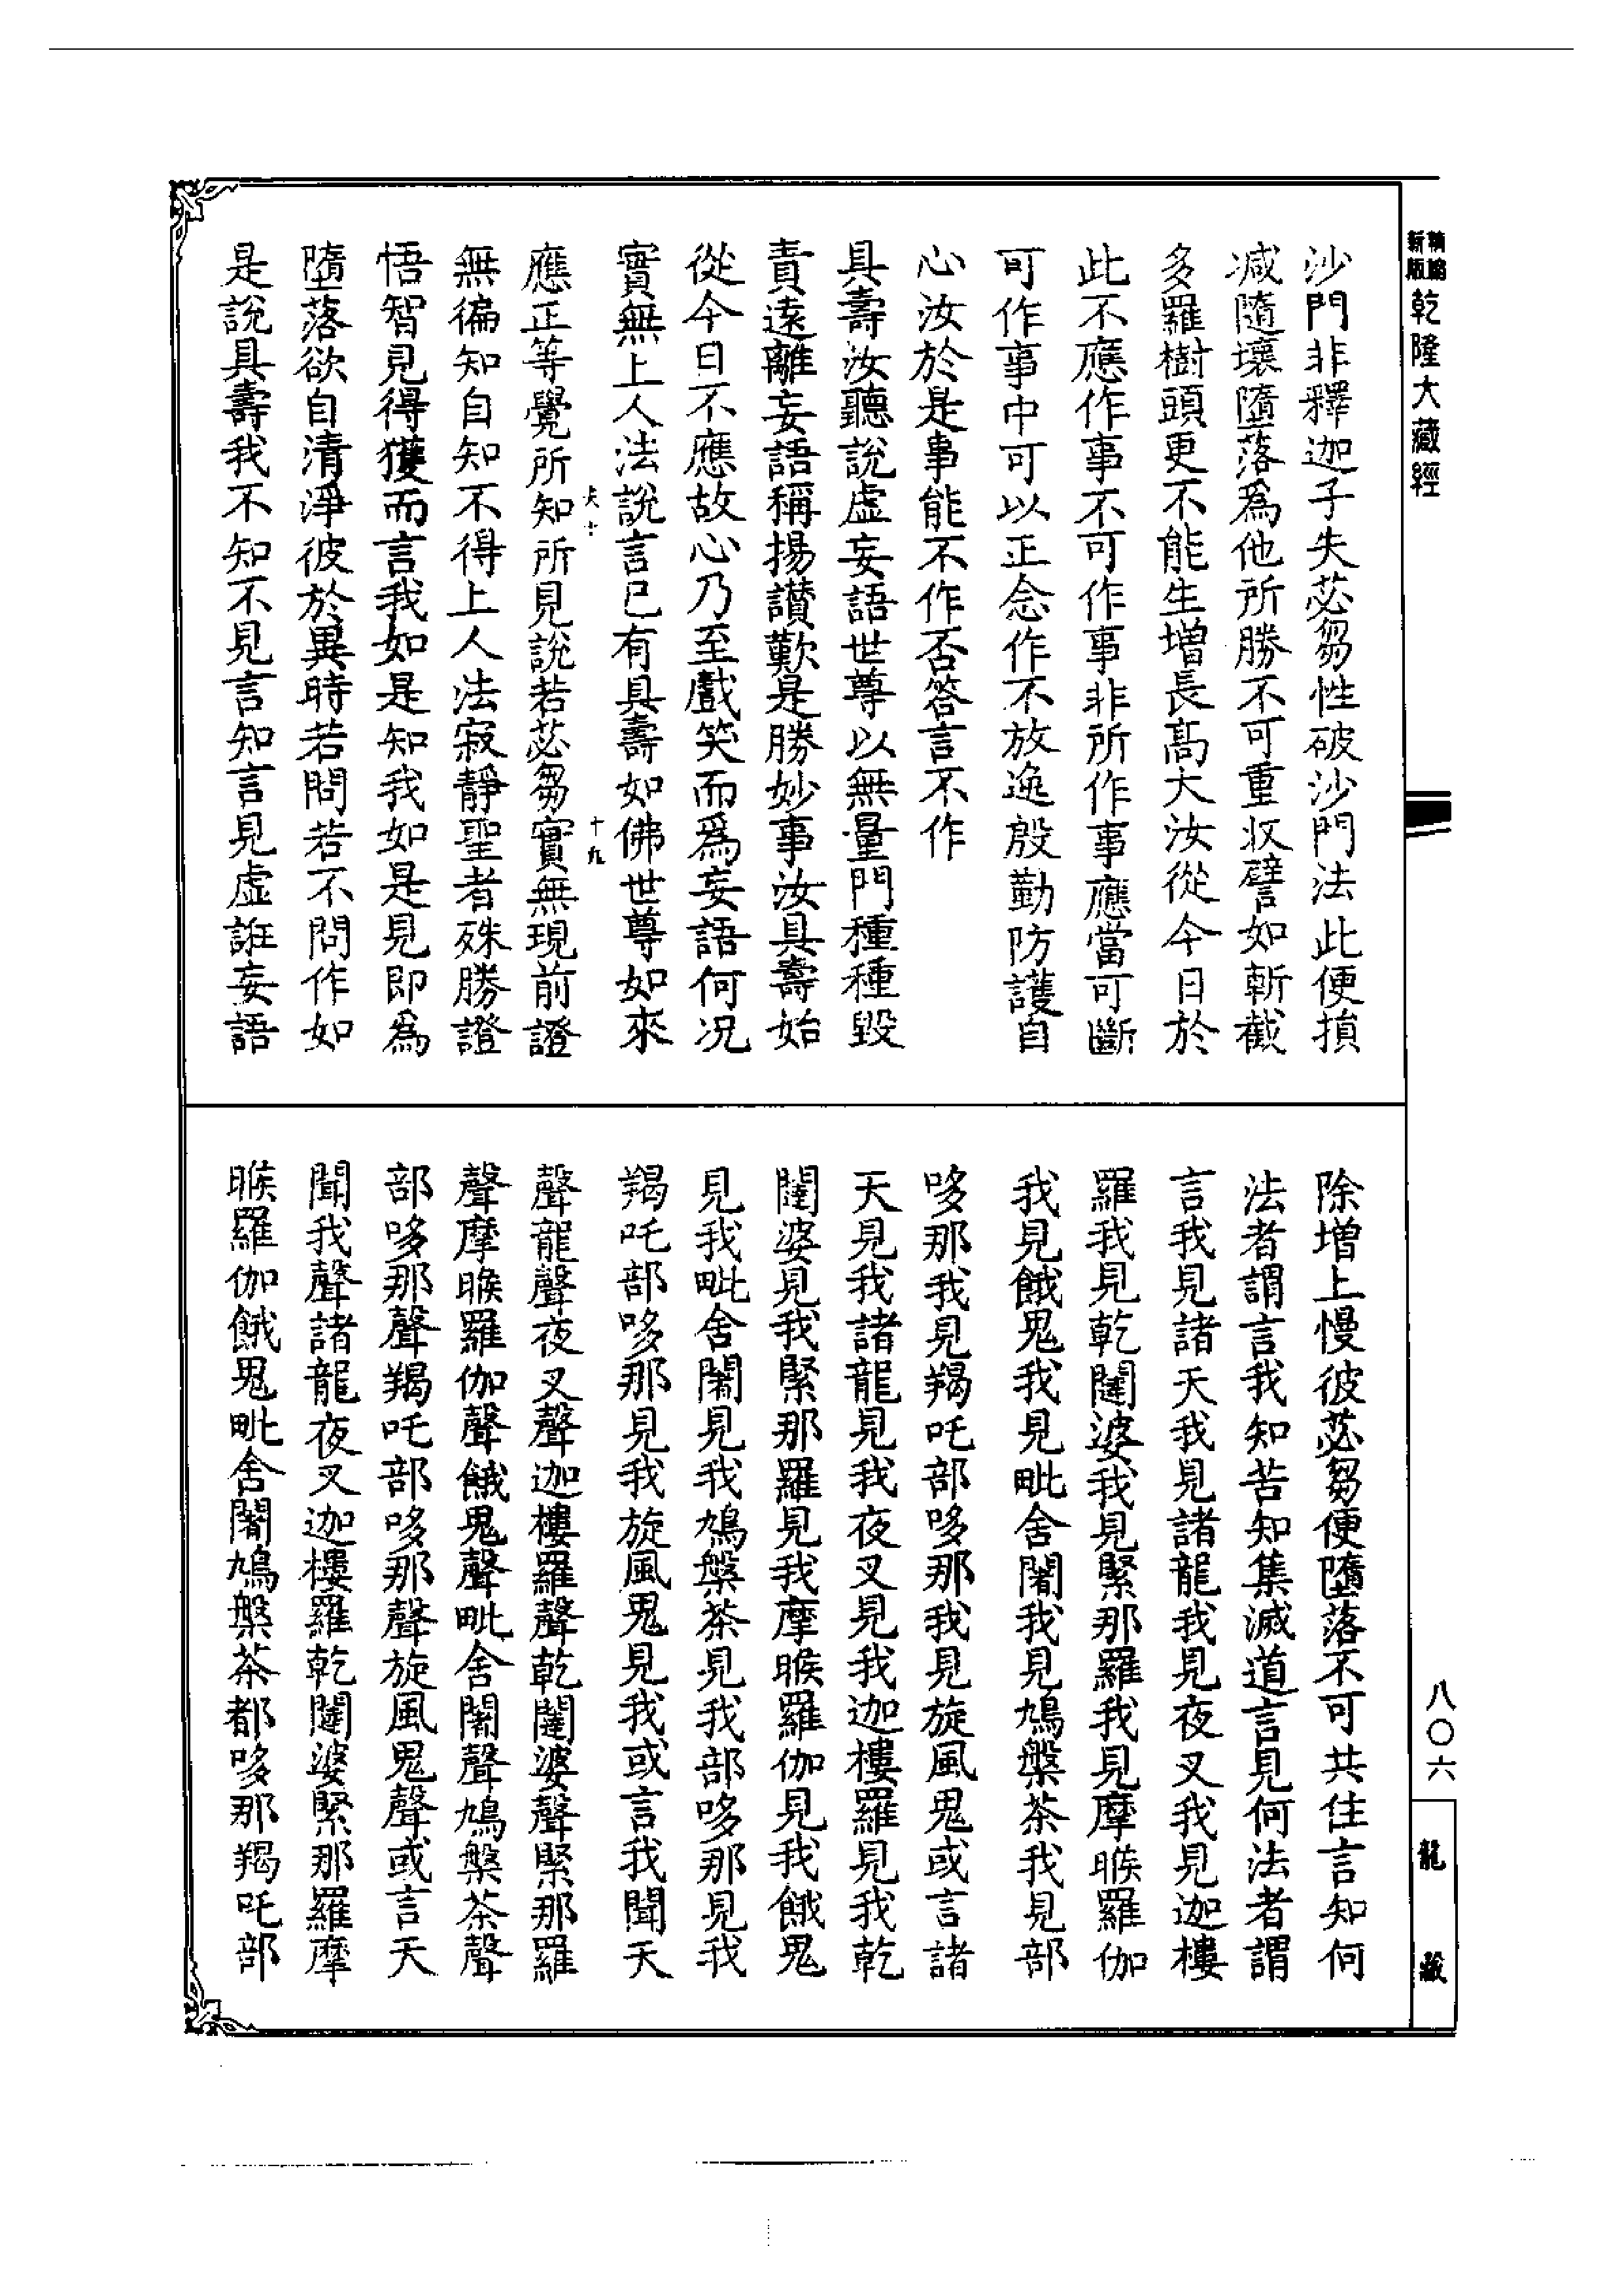 新編
新版
乾隆大藏經
沙門非釋迦子失苾芻性破沙門法此便損
減隨壞墮落為他所勝不可重収譬如斬截
多羅樹頭更不能生增長高大汝從今日於
此不應作事不可作事非所作事應當可斷
可作事中可以正念作不放逸殷勤防護自
心汝於是事能不作否答言不作
具壽汝聽說虛妄語世尊以無量門種種毀
責遠離妄語稱揚讃歎是勝妙事汝具壽始
從今日不應故心乃至戲笑而為妄語何況
實無上人法說言已有具壽如佛世尊如來
十九
應正等覺所知所見說若苾芻實無現前證
無徧知自知不得上人法寂靜聖者殊勝證
悟智見得獲而言我如是知我如是見即為
墮落欲自清淨彼於異時若問若不問作如
是說具壽我不知不見言知言見虛誑妄語
除增上慢彼苾芻便墮落不可共住言知何
法者謂言我知苦知集滅道言見何法者謂
言我見諸天我見諸龍我見夜叉我見迦樓
羅我見乾闥婆我見緊那羅我見摩睺羅伽
我見餓鬼我見毗舍闍我見鳩槃茶我見部
哆那我見羯吒部哆那我見旋風鬼或言諸
天見我諸龍見我夜叉見我迦樓羅見我乾
闥婆見我緊那羅見我摩睺羅伽見我餓鬼
見我毗舍闍見我鳩槃茶見我部哆那見我
羯吒部哆那見我旋風鬼見我或言我聞天
聲龍聲夜叉聲迦樓羅聲乾闥婆聲緊那羅
聲摩睺羅伽聲餓鬼聲毗舍闍聲鳩槃茶聲
部哆那聲羯吒部哆那聲旋風鬼聲或言天
聞我聲諸龍夜叉迦樓羅乾闥婆緊那羅摩
睺羅伽餓鬼毗舍闍鳩槃茶都哆那羯吒部
八〇六
龍藏